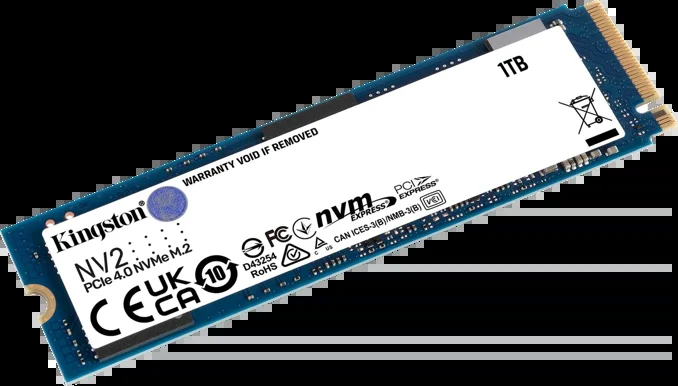 1TB
WARRANTY VOID IF REMOVED
Kingston
NV2
PCIe 4.0 NVMe M.2
CE UK CA
10
D43254
RoHS
FC
C US
nvm
EXPRESS
PCI
EXPRESS
CAN ICES-3(B)/NMB-3(B)
VCI